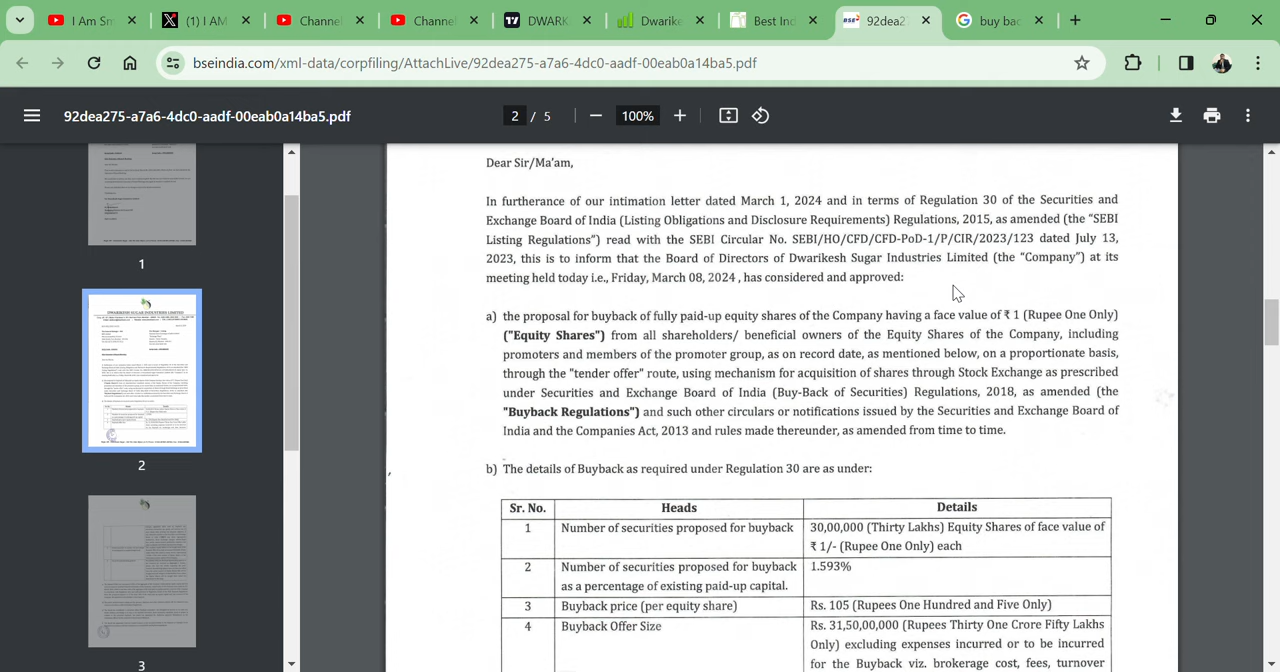 I Am Sm
(1) I AM
Channel
Channel
DWARK
Dwarike
Best Ind
92dea2
buy bac
bseindia.com/xml-data/corpfiling/AttachLive/92dea275-a7a6-4dc0-aadf-00eab0a14ba5.pdf
92dea275-a7a6-4dc0-aadf-00eab0a14ba5.pdf
2 / 5
100%
1
2
3
Dear Sir/Ma'am,
In furtherance of our intimation letter dated March 1, 2024 and in terms of Regulation 30 of the Securities and
Exchange Board of India (Listing Obligations and Disclosure Requirements) Regulations, 2015, as amended (the "SEBI
Listing Regulations") read with the SEBI Circular No. SEBI/HO/CFD/CFD-PoD-1/P/CIR/2023/123 dated July 13,
2023, this is to inform that the Board of Directors of Dwarikesh Sugar Industries Limited (the "Company") at its
meeting held today i.e., Friday, March 08, 2024 , has considered and approved:
a) the proposal to buyback of fully paid-up equity shares of the Company having a face value of ₹ 1 (Rupee One Only)
("Equity Shares") from all shareholders/ beneficial owners of the Equity Shares of the Company, including
promoters and members of the promoter group, as on record date, as mentioned below, on a proportionate basis,
through the "tender offer" route, using mechanism for acquisition of shares through Stock Exchange as prescribed
under the Securities and Exchange Board of India (Buy-Back of Securities) Regulations, 2018, as amended (the
"Buyback Regulations") and such other circulars or notifications issued by the Securities and Exchange Board of
India and the Companies Act, 2013 and rules made thereunder, as amended from time to time.
b) The details of Buyback as required under Regulation 30 are as under:
Sr. No. Heads Details
1 Number of securities proposed for buyback 30,00,000 (Thirty Lakhs) Equity Shares of face value of
₹ 1/- (Rupee One Only) each
2 Number of securities proposed for buyback 1.593%
as a percentage of existing paid-up capital.
3 Buyback price (per equity share) Rs. 105 (Rupees One Hundred and Five Only)
4 Buyback Offer Size Rs. 31,50,00,000 (Rupees Thirty One Crore Fifty Lakhs
Only) excluding expenses incurred or to be incurred
for the Buyback viz. brokerage cost, fees, turnover